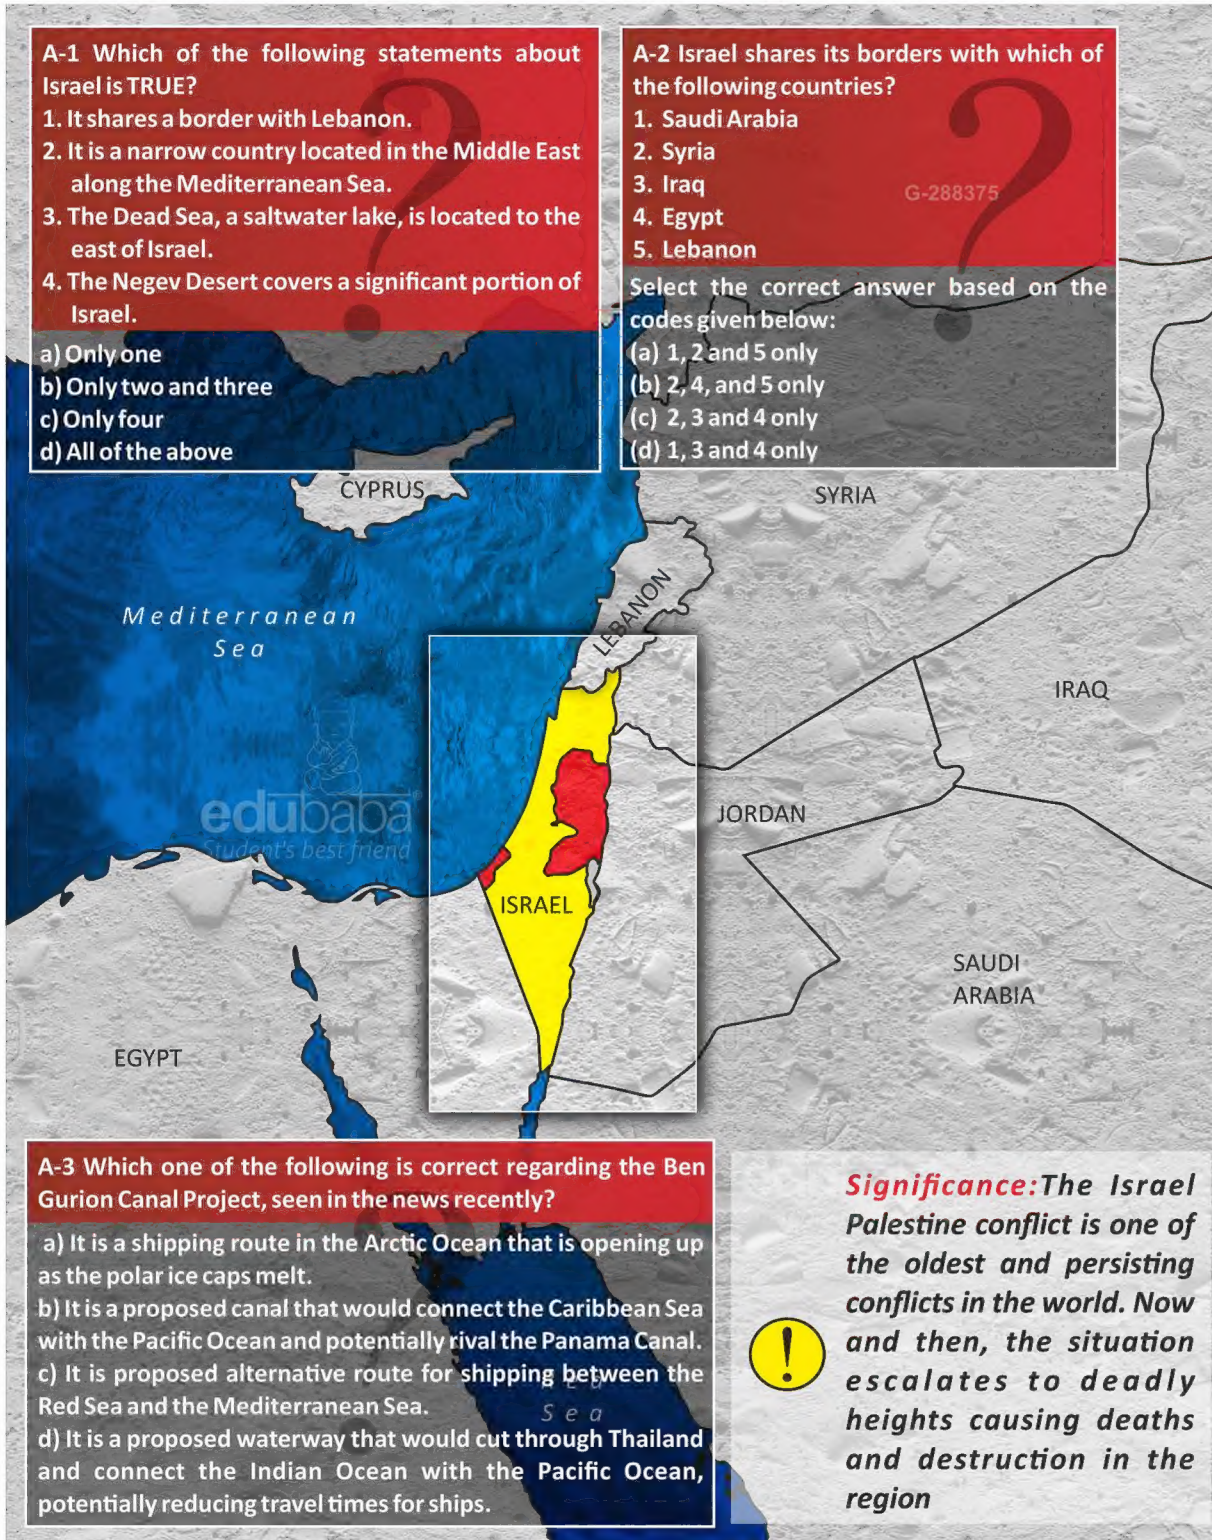 A-1 Which of the following statements about
Israel is TRUE?
1. It shares a border with Lebanon.
2. It is a narrow country located in the Middle East
along the Mediterranean Sea.
3. The Dead Sea, a saltwater lake, is located to the
east of Israel.
4. The Negev Desert covers a significant portion of
Israel.
a) Only one
b) Only two and three
c) Only four
d) All of the above
A-2 Israel shares its borders with which of
the following countries?
1. Saudi Arabia
2. Syria
3. Iraq
G-288375
4. Egypt
5. Lebanon
Select the correct answer based on the
codes given below:
(a) 1, 2 and 5 only
(b) 2, 4, and 5 only
(c) 2, 3 and 4 only
(d) 1, 3 and 4 only
CYPRUS
SYRIA
LEBANON
Mediterranean
Sea
IRAQ
edubaba
Student's best friend
JORDAN
ISRAEL
SAUDI
ARABIA
EGYPT
A-3 Which one of the following is correct regarding the Ben
Gurion Canal Project, seen in the news recently?
a) It is a shipping route in the Arctic Ocean that is opening up
as the polar ice caps melt.
b) It is a proposed canal that would connect the Caribbean Sea
with the Pacific Ocean and potentially rival the Panama Canal.
c) It is proposed alternative route for shipping between the
Red Sea and the Mediterranean Sea.
d) It is a proposed waterway that would cut through Thailand
and connect the Indian Ocean with the Pacific Ocean,
potentially reducing travel times for ships.
Sea
Significance: The Israel
Palestine conflict is one of
the oldest and persisting
conflicts in the world. Now
and then, the situation
escalates to deadly
heights causing deaths
and destruction in the
region
!